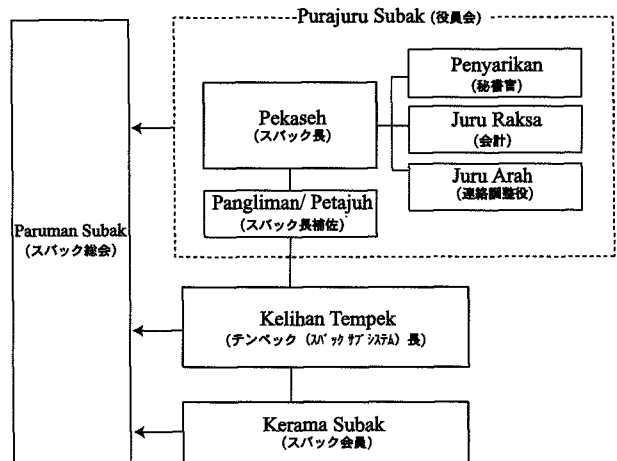 Purajuru Subak (役員会)
Penyarikan
(秘書官)
Pekaseh
(スバック長)
Juru Raksa
(会計)
Juru Arah
(連絡調整役)
Pangliman/ Petajuh
(スバック長補佐)
Paruman Subak
(スバック総会)
Kelihan Tempek
(テンペック (ｽﾊﾞｯｸ ｻﾌﾞ ｼｽﾃﾑ) 長)
Kerama Subak
(スバック会員)